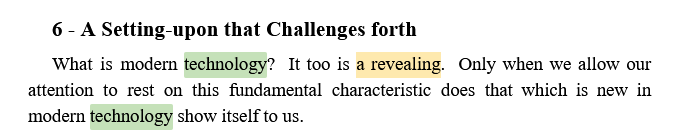 6 - A Setting-upon that Challenges forth
What is modern technology? It too is a revealing. Only when we allow our
attention to rest on this fundamental characteristic does that which is new in
modern technology show itself to us.